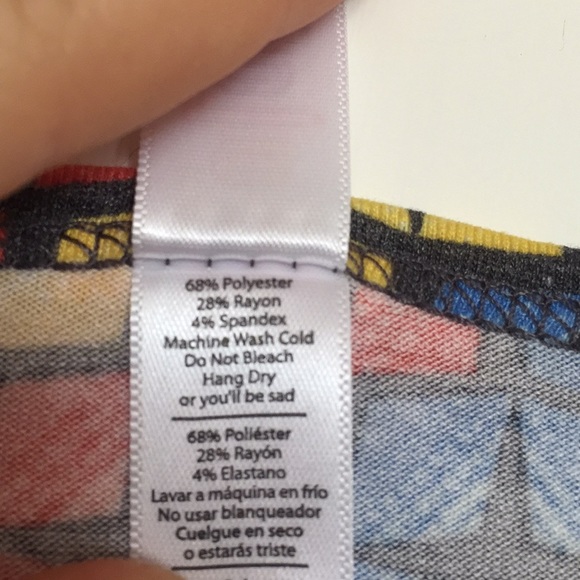 68% Polyester
28% Rayon
4% Spandex
Machine Wash Cold
Do Not Bleach
Hang Dry
or you'll be sad
68% Poliéster
28% Rayón
4% Elastano
Lavar a máquina en frío
No usar blanqueador
Cuelgue en seco
o estarás triste